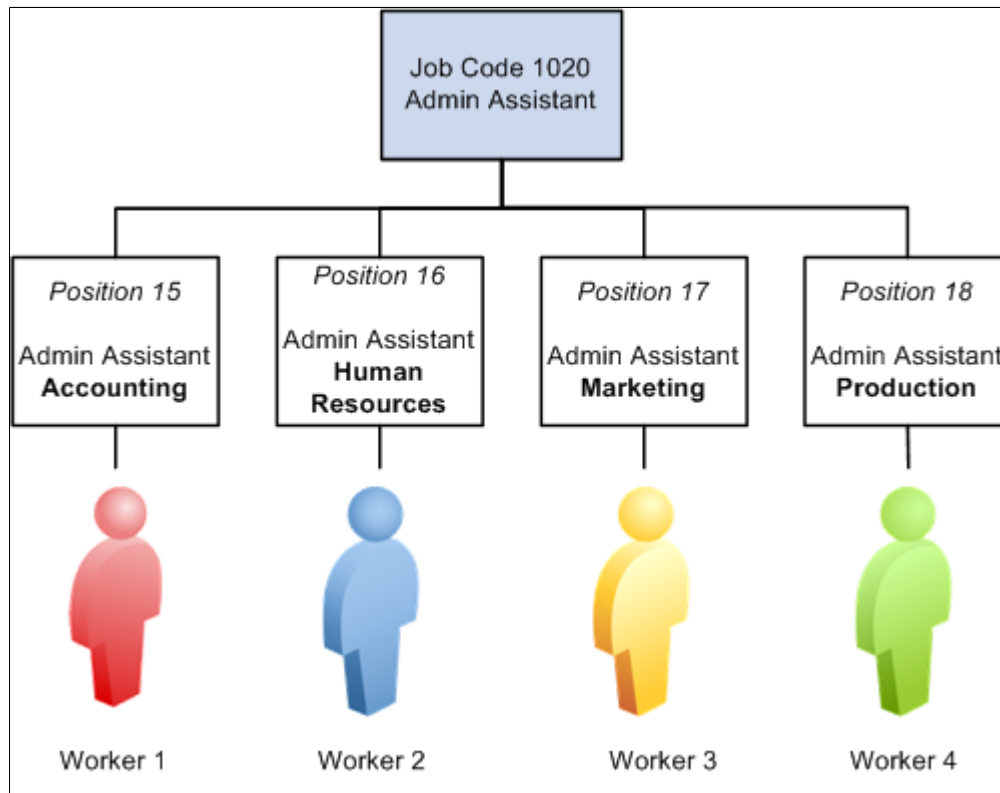 Job Code 1020
Admin Assistant
Position 15
Admin Assistant
Accounting
Position 16
Admin Assistant
Human
Resources
Position 17
Admin Assistant
Marketing
Position 18
Admin Assistant
Production
Worker 1
Worker 2
Worker 3
Worker 4